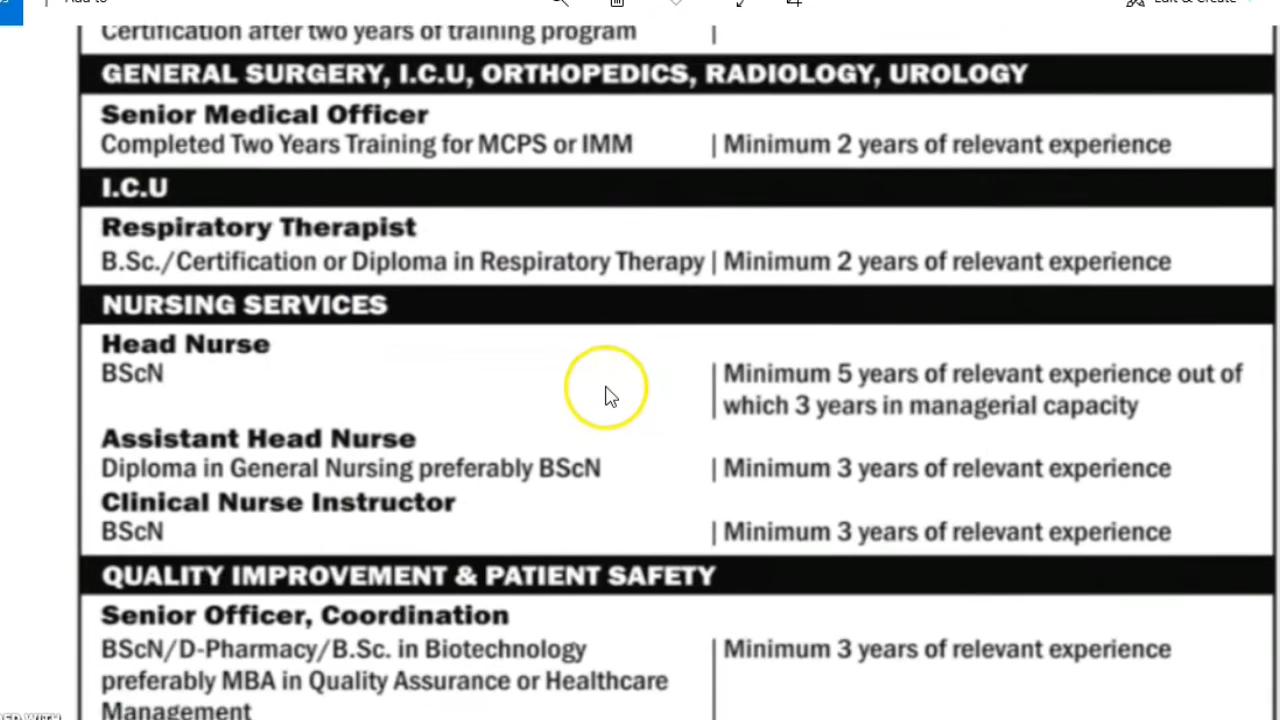 Add to
Edit & Create
Certification after two years of training program |
GENERAL SURGERY, I.C.U, ORTHOPEDICS, RADIOLOGY, UROLOGY
Senior Medical Officer
Completed Two Years Training for MCPS or IMM | Minimum 2 years of relevant experience
I.C.U
Respiratory Therapist
B.Sc./Certification or Diploma in Respiratory Therapy | Minimum 2 years of relevant experience
NURSING SERVICES
Head Nurse
BScN | Minimum 5 years of relevant experience out of
which 3 years in managerial capacity
Assistant Head Nurse
Diploma in General Nursing preferably BScN | Minimum 3 years of relevant experience
Clinical Nurse Instructor
BScN | Minimum 3 years of relevant experience
QUALITY IMPROVEMENT & PATIENT SAFETY
Senior Officer, Coordination
BScN/D-Pharmacy/B.Sc. in Biotechnology | Minimum 3 years of relevant experience
preferably MBA in Quality Assurance or Healthcare
Management